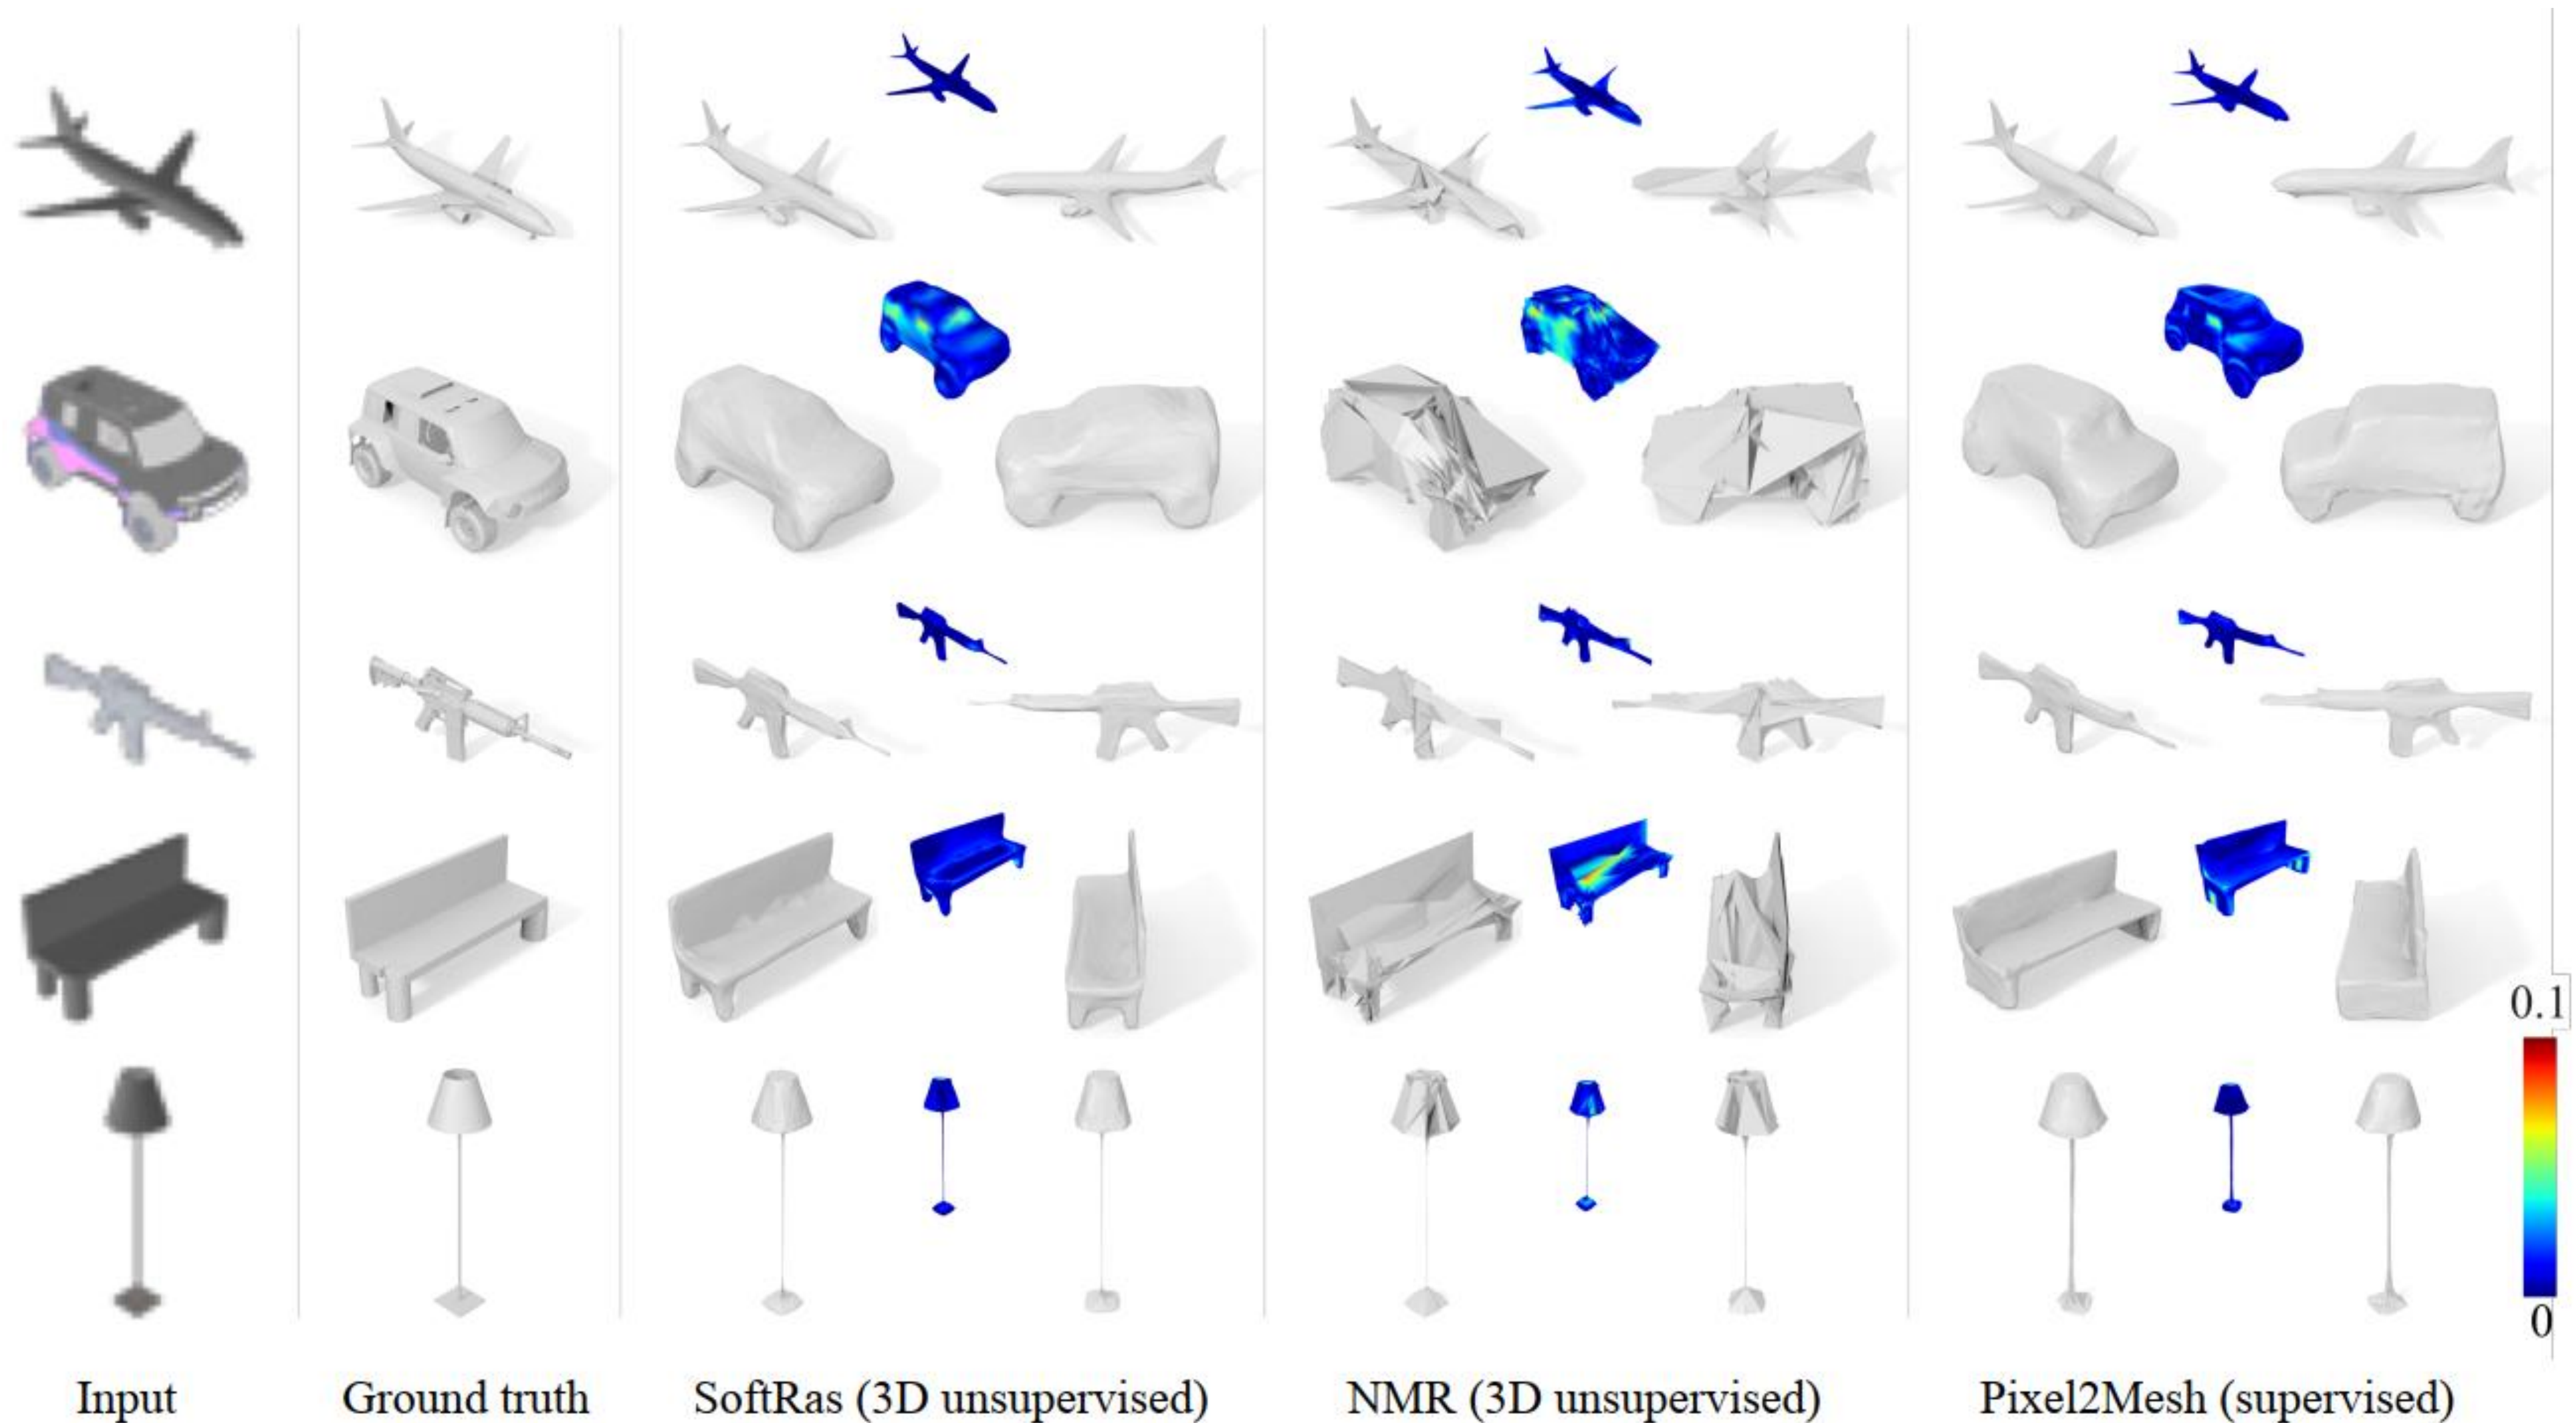 0.1
0
Input
Ground truth
SoftRas (3D unsupervised)
NMR (3D unsupervised)
Pixel2Mesh (supervised)